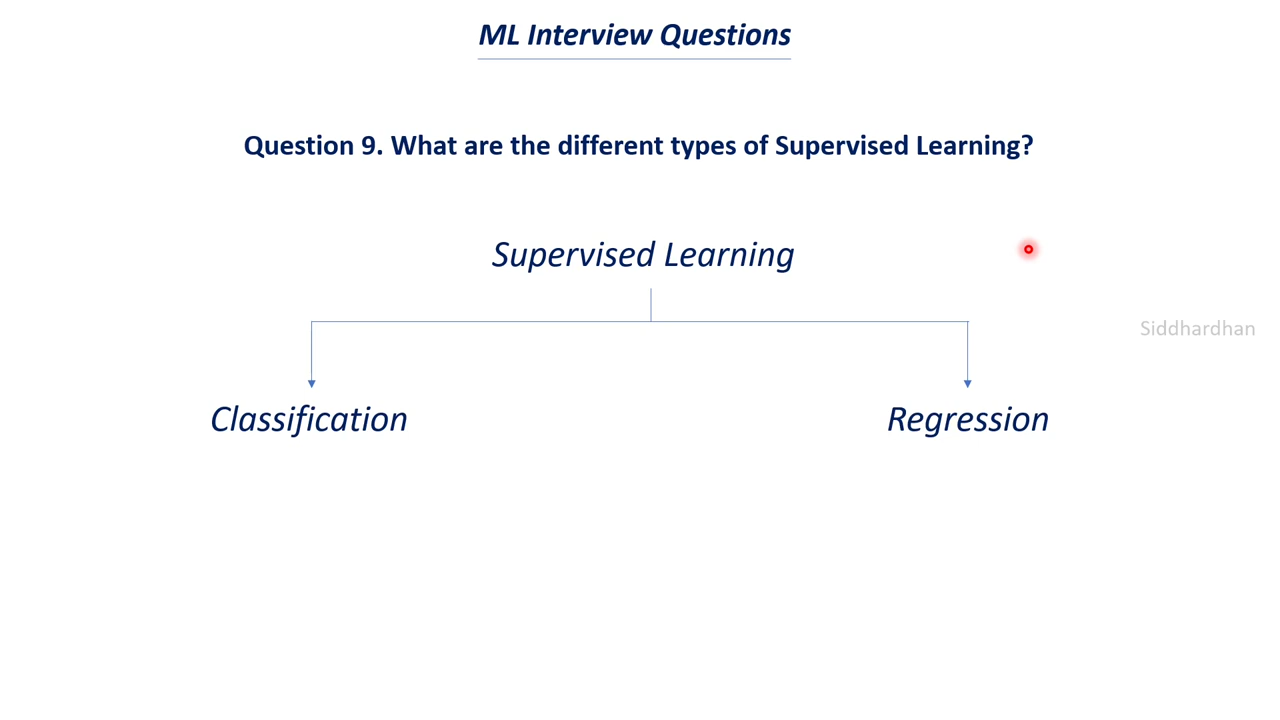 ML Interview Questions
Question 9. What are the different types of Supervised Learning?
Supervised Learning
Siddhardhan
Classification
Regression